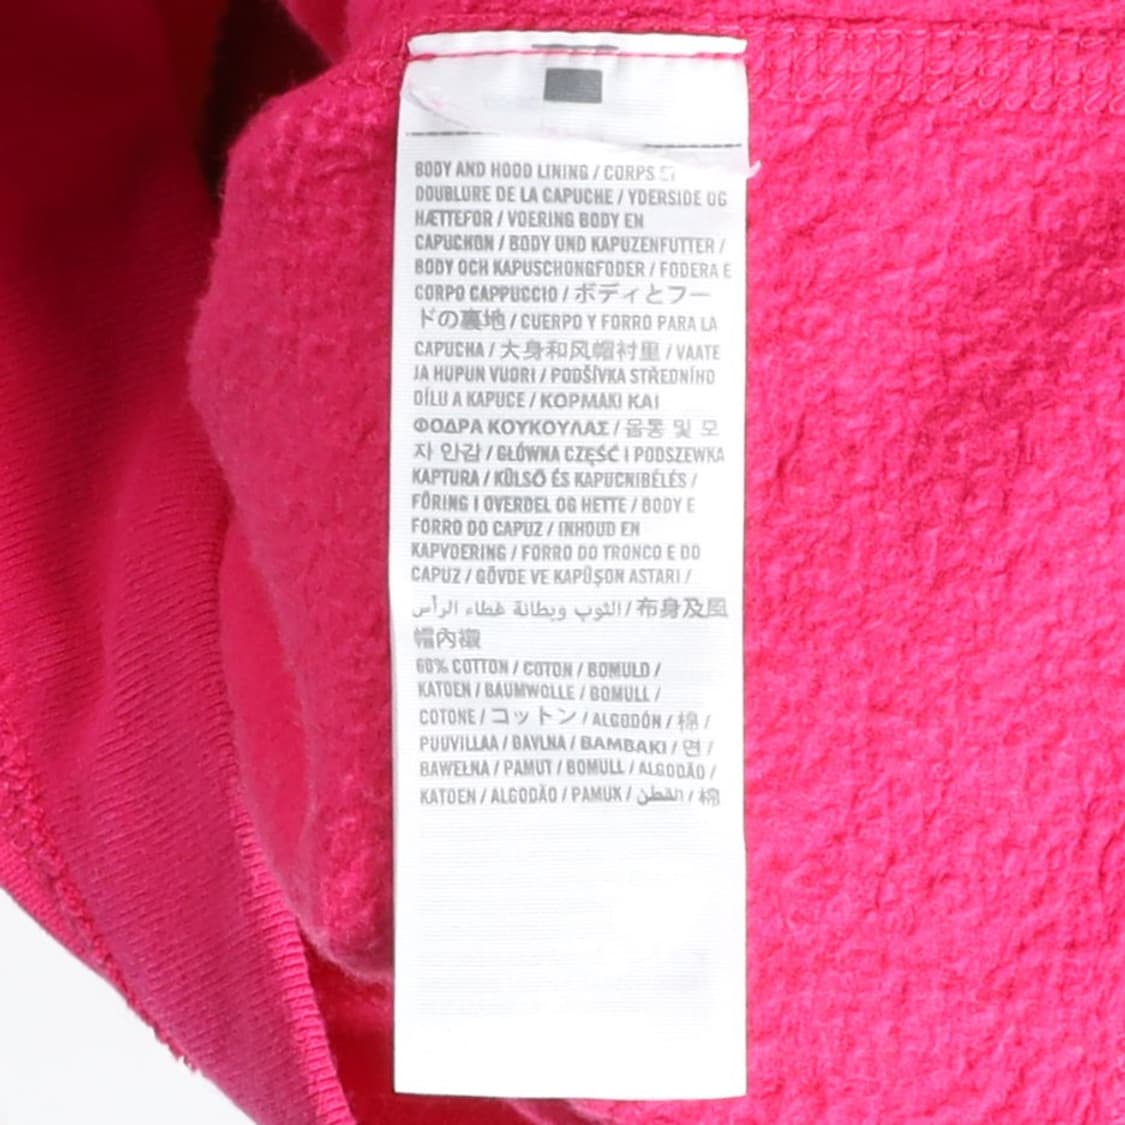 BODY AND HOOD LINING / CORPS ET
DOUBLURE DE LA CAPUCHE / YDERSIDE OG
HÆTTEFOR / VOERING BODY EN
CAPUCHON / BODY UND KAPUZENFUTTER /
BODY OCH KAPUSCHONGFODER / FODERA E
CORPO CAPPUCCIO / ボディとフー
ドの裏地 / CUERPO Y FORRO PARA LA
CAPUCHA / 大身和风帽衬里 / VAATE
JA HUPUN VUORI / PODŠÍVKA STŘEDNÍHO
DÍLU A KAPUCE / ΚΟΡΜΑΚΙ ΚΑΙ
ΦΟΔΡΑ ΚΟΥΚΟΥΛΑΣ / 몸통 및 모
자 안감 / GŁÓWNA CZĘŚĆ I PODSZEWKA
KAPTURA / KÜLSŐ ÉS KAPUCNIBÉLÉS /
FÔRING I OVERDEL OG HETTE / BODY E
FORRO DO CAPUZ / INHOUD EN
KAPVOERING / FORRO DO TRONCO E DO
CAPUZ / GÖVDE VE KAPÜŞON ASTARI /
الثوب وبطانة غطاء الرأس / 布身及風
帽內襯
60% COTTON / COTON / BOMULD /
KATOEN / BAUMWOLLE / BOMULL /
COTONE / コットン / ALGODÓN / 棉 /
PUUVILLAA / BAVLNA / ΒΑΜΒΑΚΙ / 면 /
BAWEŁNA / PAMUT / BOMULL / ALGODÃO /
KATOEN / ALGODÃO / PAMUK / القطن / 棉